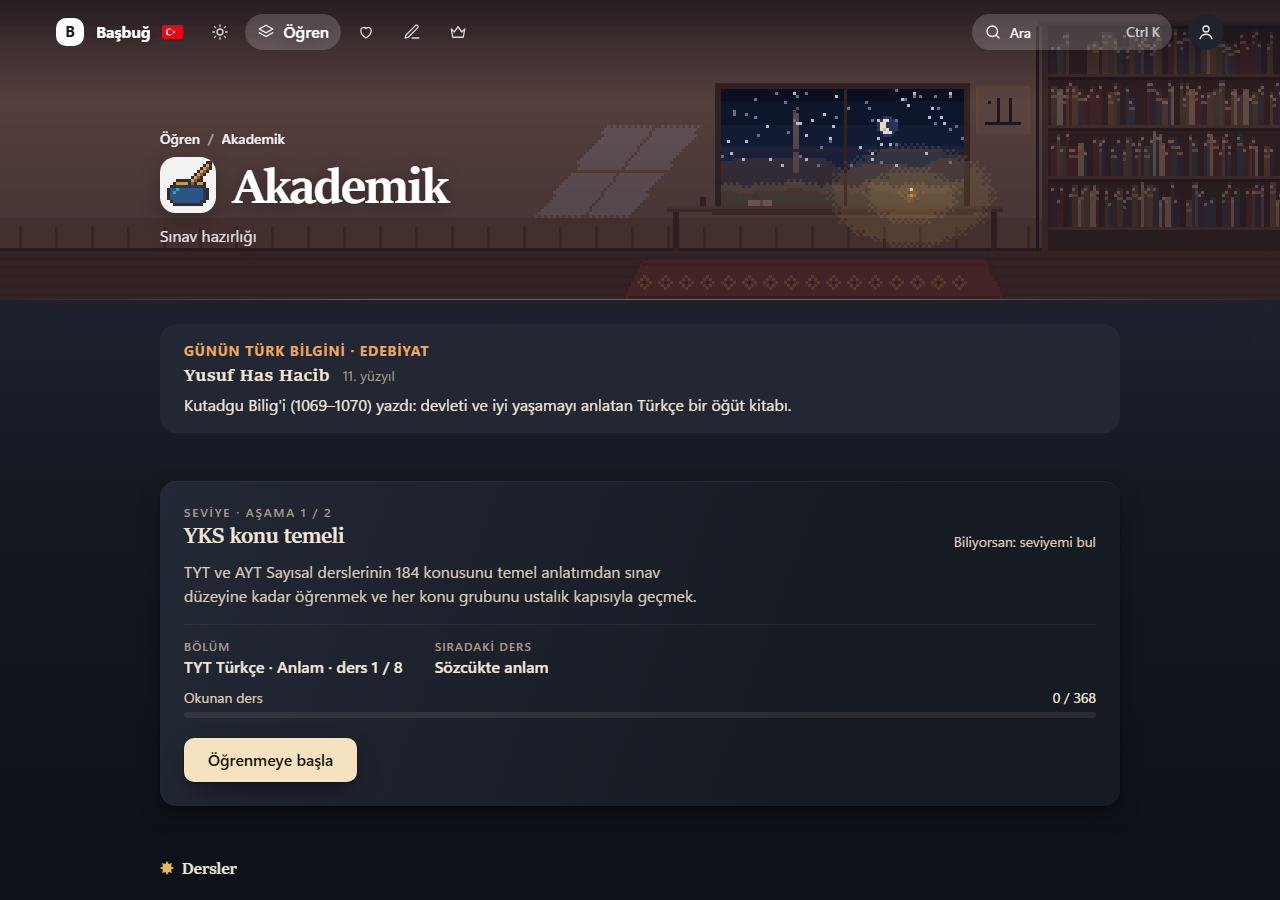 B Başbuğ Öğren Ara Ctrl K
Öğren / Akademik
Akademik
Sınav hazırlığı
GÜNÜN TÜRK BİLGİNİ · EDEBİYAT
Yusuf Has Hacib 11. yüzyıl
Kutadgu Bilig'i (1069–1070) yazdı: devleti ve iyi yaşamayı anlatan Türkçe bir öğüt kitabı.
SEVİYE · AŞAMA 1 / 2
YKS konu temeli
Biliyorsan: seviyemi bul
TYT ve AYT Sayısal derslerinin 184 konusunu temel anlatımdan sınav
düzeyine kadar öğrenmek ve her konu grubunu ustalık kapısıyla geçmek.
BÖLÜM SIRADAKİ DERS
TYT Türkçe · Anlam · ders 1 / 8 Sözcükte anlam
Okunan ders 0 / 368
Öğrenmeye başla
Dersler